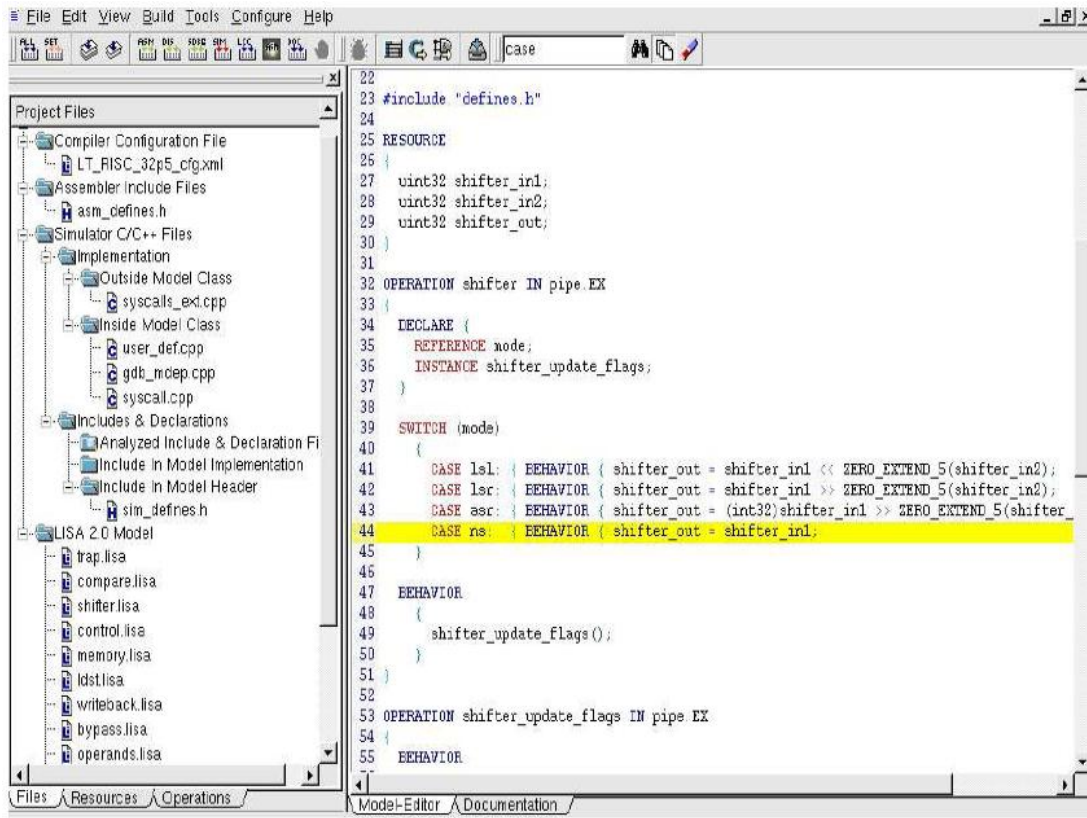 File Edit View Build Tools Configure Help
ALL SET ASM DIS SIM case
Project Files
Compiler Configuration File
LT_RISC_32p5_cfg.xml
Assembler Include Files
asm_defines.h
Simulator C/C++ Files
Implementation
Outside Model Class
syscalls_ext.cpp
Inside Model Class
user_def.cpp
gdb_mdep.cpp
syscall.cpp
Includes & Declarations
Analyzed Include & Declaration Fi
Include In Model Implementation
Include In Model Header
sim_defines.h
LISA 2.0 Model
trap.lisa
compare.lisa
shifter.lisa
control.lisa
memory.lisa
ldst.lisa
writeback.lisa
bypass.lisa
operands.lisa
Files Resources Operations
22
23 #include "defines.h"
24
25 RESOURCE
26 {
27 uint32 shifter_in1;
28 uint32 shifter_in2;
29 uint32 shifter_out;
30 }
31
32 OPERATION shifter IN pipe.EX
33 {
34 DECLARE {
35 REFERENCE mode;
36 INSTANCE shifter_update_flags;
37 }
38
39 SWITCH (mode)
40 {
41 CASE lsl: { BEHAVIOR { shifter_out = shifter_in1 << ZERO_EXTEND_5(shifter_in2);
42 CASE lsr: { BEHAVIOR { shifter_out = shifter_in1 >> ZERO_EXTEND_5(shifter_in2);
43 CASE asr: { BEHAVIOR { shifter_out = (int32)shifter_in1 >> ZERO_EXTEND_5(shifter_
44 CASE ns: { BEHAVIOR { shifter_out = shifter_in1;
45 }
46
47 BEHAVIOR
48 {
49 shifter_update_flags();
50 }
51 }
52
53 OPERATION shifter_update_flags IN pipe.EX
54 {
55 BEHAVIOR
Model-Editor Documentation